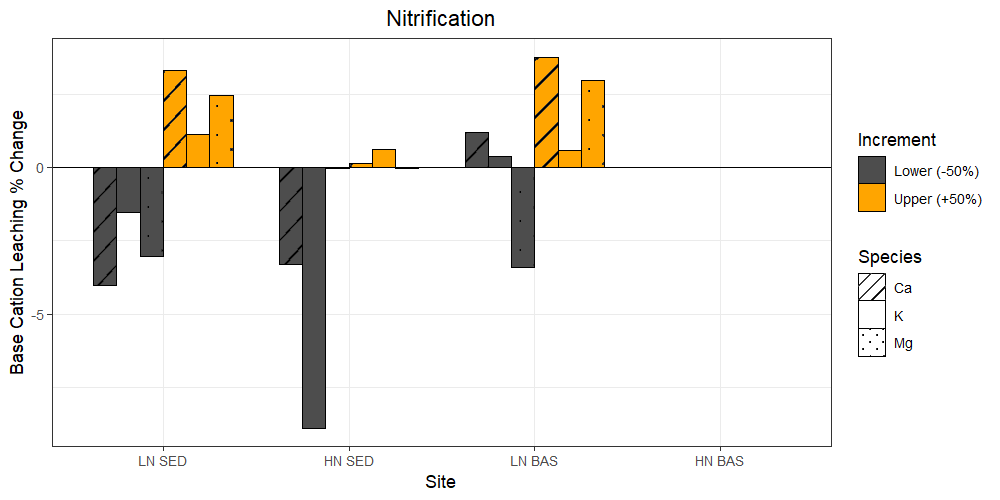 Nitrification
Base Cation Leaching % Change
0
-5
LN SED
HN SED
LN BAS
HN BAS
Site
Increment
Lower (-50%)
Upper (+50%)
Species
Ca
K
Mg